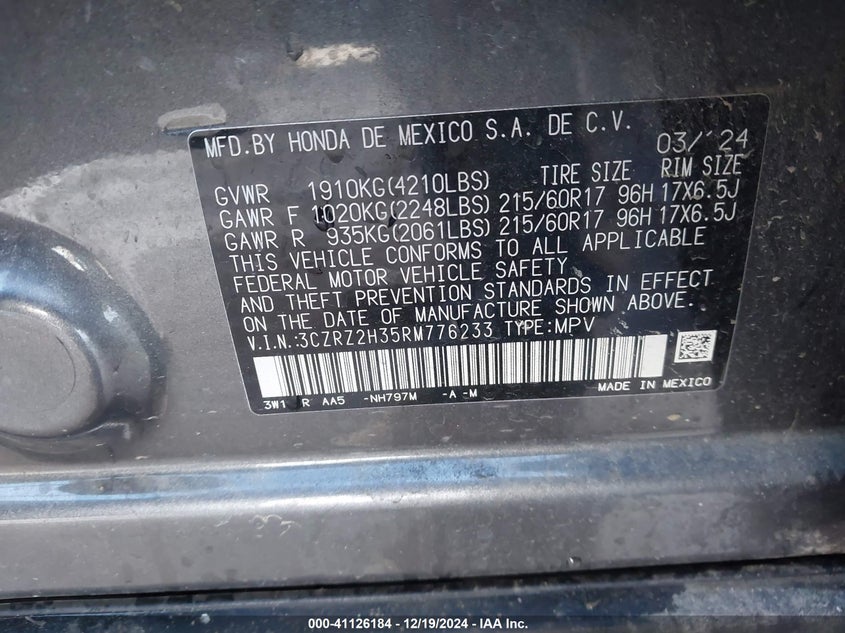 MFD.BY HONDA DE MEXICO S.A. DE C.V. 03/'24
TIRE SIZE RIM SIZE
GVWR 1910KG(4210LBS)
GAWR F 1020KG(2248LBS) 215/60R17 96H 17X6.5J
GAWR R 935KG(2061LBS) 215/60R17 96H 17X6.5J
THIS VEHICLE CONFORMS TO ALL APPLICABLE
FEDERAL MOTOR VEHICLE SAFETY
AND THEFT PREVENTION STANDARDS IN EFFECT
ON THE DATE OF MANUFACTURE SHOWN ABOVE.
V.I.N.:3CZRZ2H35RM776233 TYPE:MPV
MADE IN MEXICO
3W1 R AA5 -NH797M -A -M
000-41126184 - 12/19/2024 - IAA Inc.